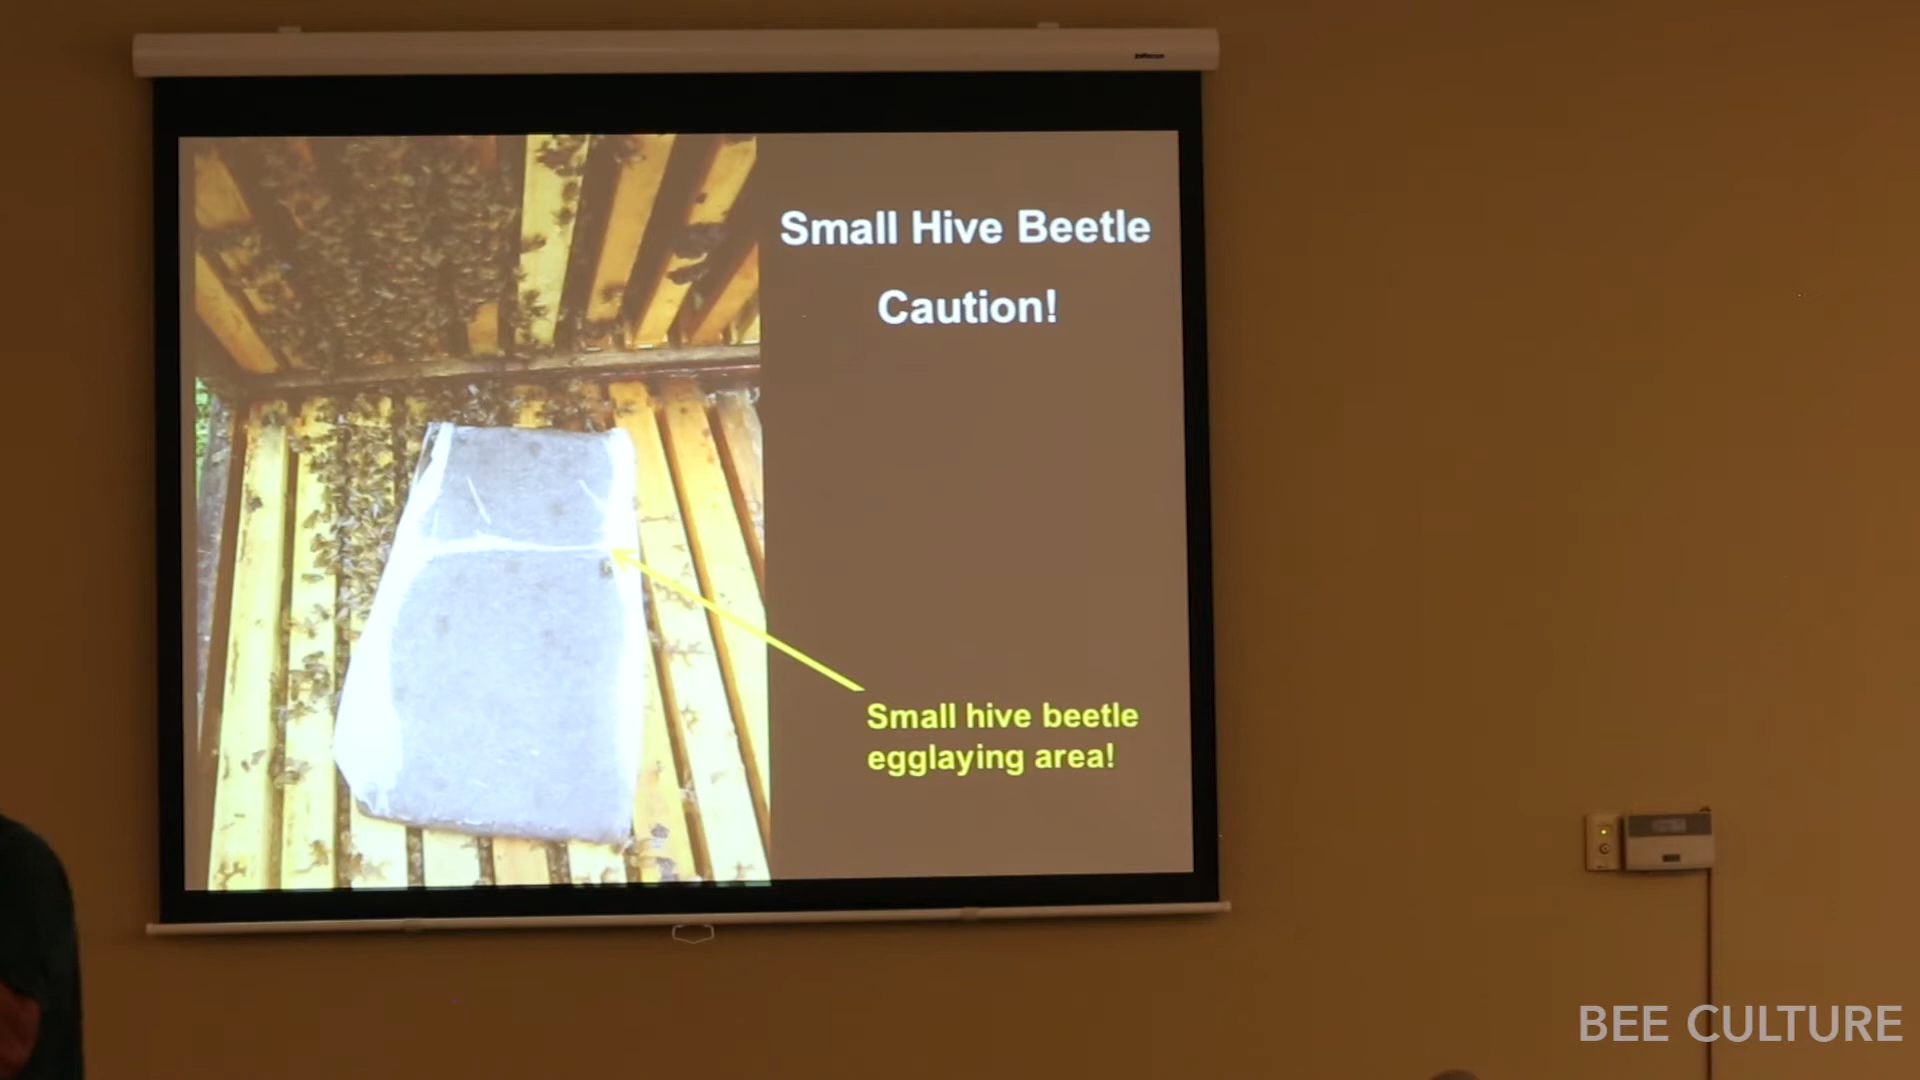 Small Hive Beetle
Caution!
Small hive beetle
egglaying area!
BEE CULTURE